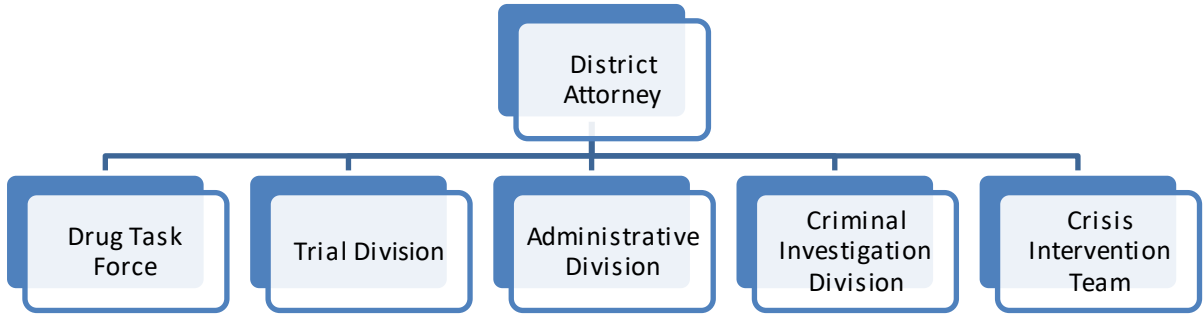 District
Attorney
Drug Task
Force
Trial Division
Administrative
Division
Criminal
Investigation
Division
Crisis
Intervention
Team